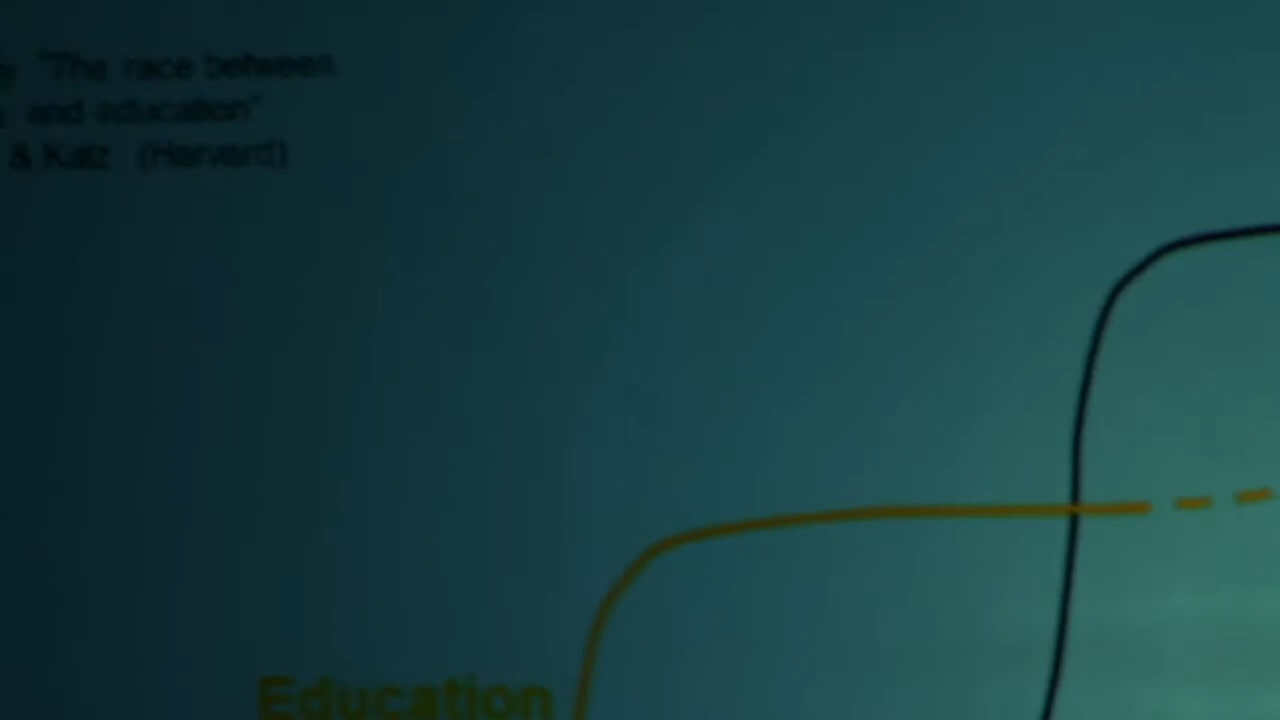 "The race between
and education"
& Katz (Harvard)
Education